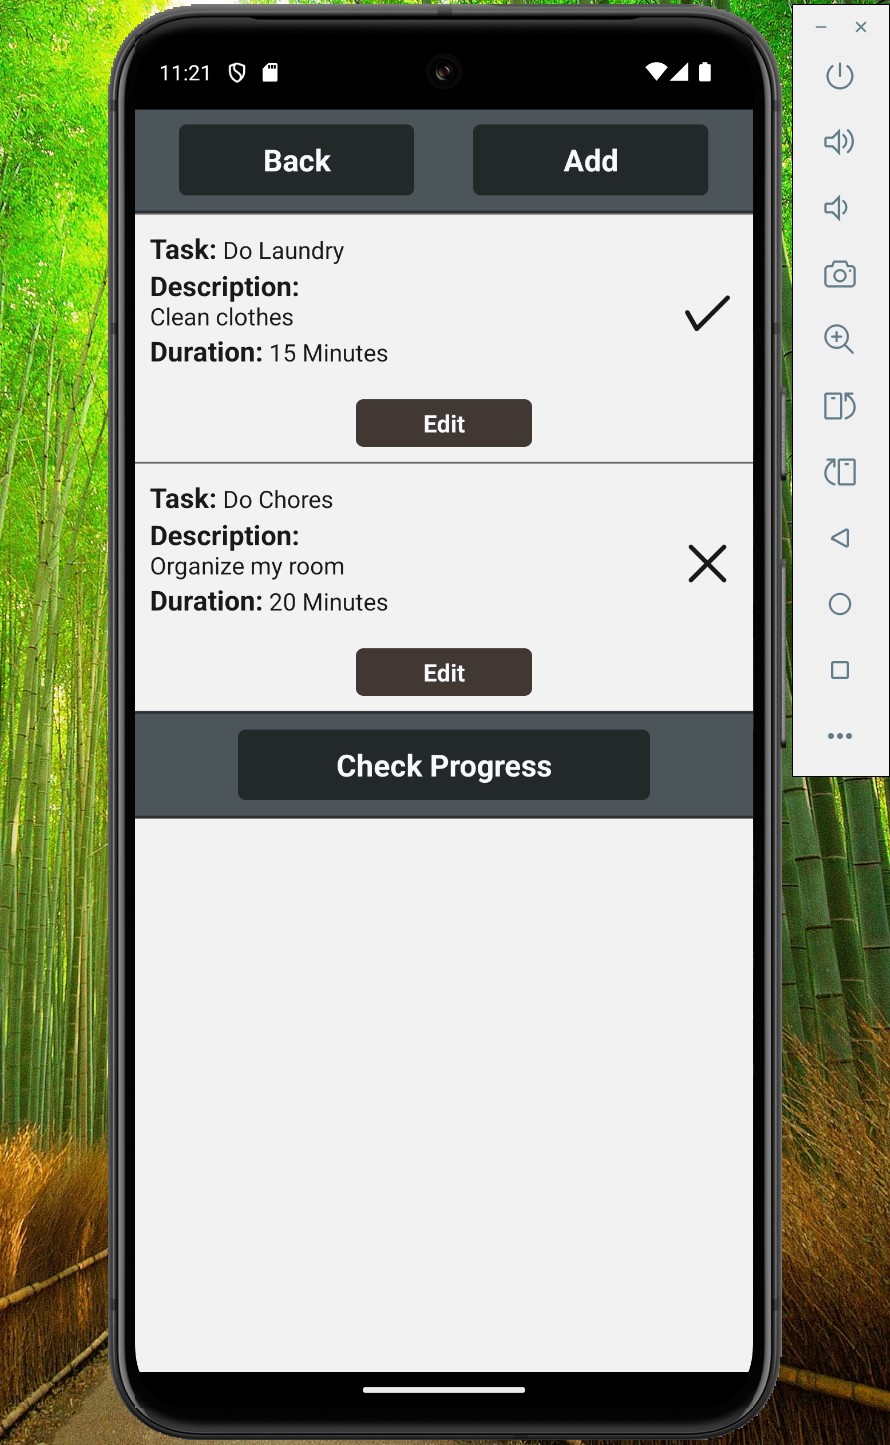 11:21
Back
Add
Task: Do Laundry
Description:
Clean clothes
Duration: 15 Minutes
Edit
Task: Do Chores
Description:
Organize my room
Duration: 20 Minutes
Edit
Check Progress